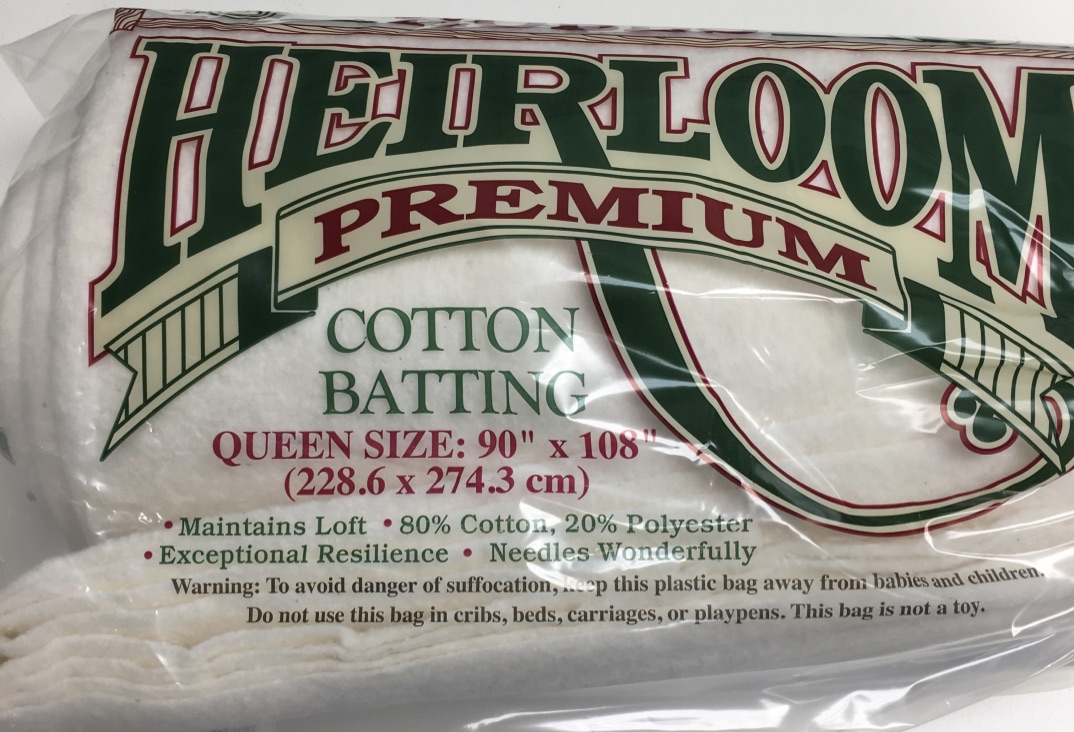 HEIRLOOM
PREMIUM
COTTON
BATTING
QUEEN SIZE: 90" x 108"
(228.6 x 274.3 cm)
• Maintains Loft • 80% Cotton, 20% Polyester
• Exceptional Resilience • Needles Wonderfully
Warning: To avoid danger of suffocation, keep this plastic bag away from babies and children.
Do not use this bag in cribs, beds, carriages, or playpens. This bag is not a toy.